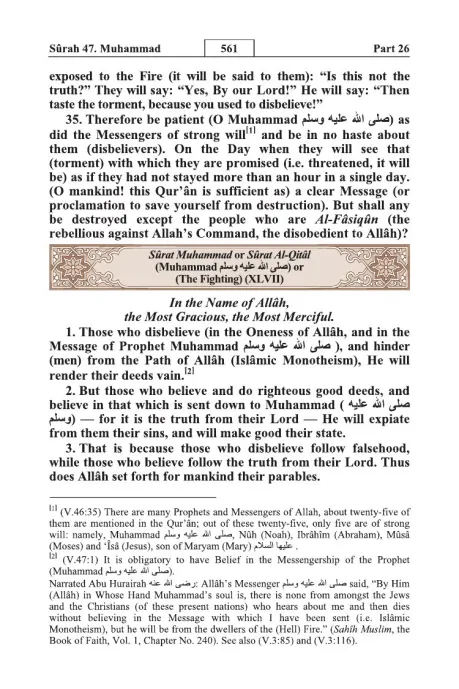 Sûrah 47. Muhammad 561 Part 26
exposed to the Fire (it will be said to them): “Is this not the
truth?” They will say: “Yes, By our Lord!” He will say: “Then
taste the torment, because you used to disbelieve!”
35. Therefore be patient (O Muhammad صلى الله عليه وسلم) as
did the Messengers of strong will[1] and be in no haste about
them (disbelievers). On the Day when they will see that
(torment) with which they are promised (i.e. threatened, it will
be) as if they had not stayed more than an hour in a single day.
(O mankind! this Qur’ân is sufficient as) a clear Message (or
proclamation to save yourself from destruction). But shall any
be destroyed except the people who are Al-Fâsiqûn (the
rebellious against Allah’s Command, the disobedient to Allâh)?
Sûrat Muhammad or Sûrat Al-Qitâl
(Muhammad صلى الله عليه وسلم) or
(The Fighting) (XLVII)
In the Name of Allâh,
the Most Gracious, the Most Merciful.
1. Those who disbelieve (in the Oneness of Allâh, and in the
Message of Prophet Muhammad صلى الله عليه وسلم ), and hinder
(men) from the Path of Allâh (Islâmic Monotheism), He will
render their deeds vain.[2]
2. But those who believe and do righteous good deeds, and
believe in that which is sent down to Muhammad ( صلى الله عليه
وسلم) — for it is the truth from their Lord — He will expiate
from them their sins, and will make good their state.
3. That is because those who disbelieve follow falsehood,
while those who believe follow the truth from their Lord. Thus
does Allâh set forth for mankind their parables.
[1] (V.46:35) There are many Prophets and Messengers of Allah, about twenty-five of
them are mentioned in the Qur’ân; out of these twenty-five, only five are of strong
will: namely, Muhammad صلى الله عليه وسلم, Nûh (Noah), Ibrâhîm (Abraham), Mûsâ
(Moses) and ‘Îsâ (Jesus), son of Maryam (Mary) عليها السلام .
[2] (V.47:1) It is obligatory to have Belief in the Messengership of the Prophet
(Muhammad صلى الله عليه وسلم).
Narrated Abu Hurairah رضى الله عنه: Allâh’s Messenger صلى الله عليه وسلم said, “By Him
(Allâh) in Whose Hand Muhammad’s soul is, there is none from amongst the Jews
and the Christians (of these present nations) who hears about me and then dies
without believing in the Message with which I have been sent (i.e. Islâmic
Monotheism), but he will be from the dwellers of the (Hell) Fire.” (Sahîh Muslim, the
Book of Faith, Vol. 1, Chapter No. 240). See also (V.3:85) and (V.3:116).